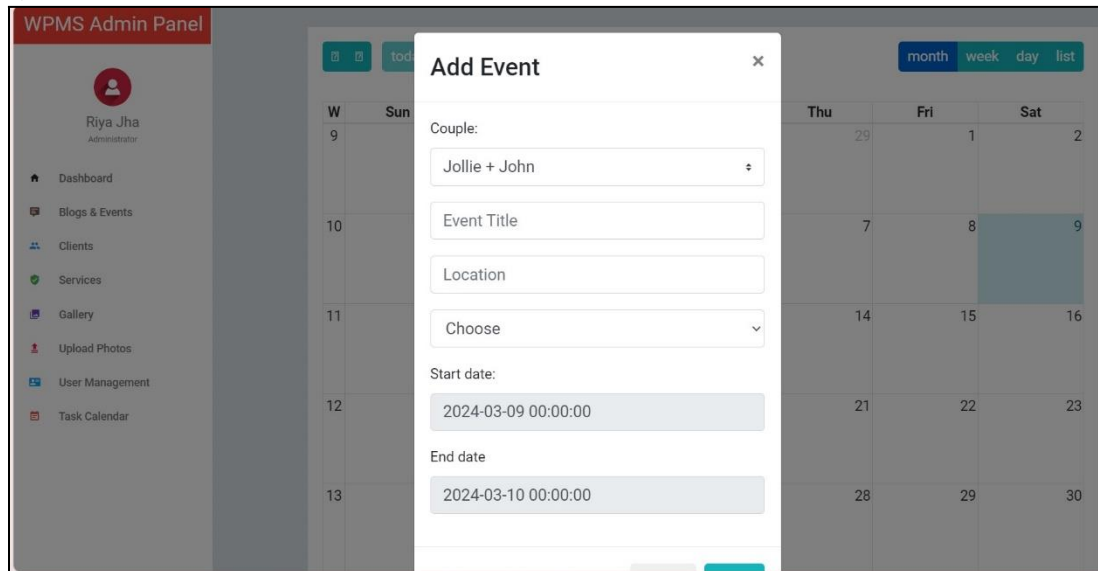 WPMS Admin Panel
Riya Jha
Administrator
Dashboard
Blogs & Events
Clients
Services
Gallery
Upload Photos
User Management
Task Calendar
month week day list
W Sun Thu Fri Sat
9 29 1 2
10 7 8 9
11 14 15 16
12 21 22 23
13 28 29 30
Add Event ×
Couple:
Jollie + John
Event Title
Location
Choose
Start date:
2024-03-09 00:00:00
End date
2024-03-10 00:00:00